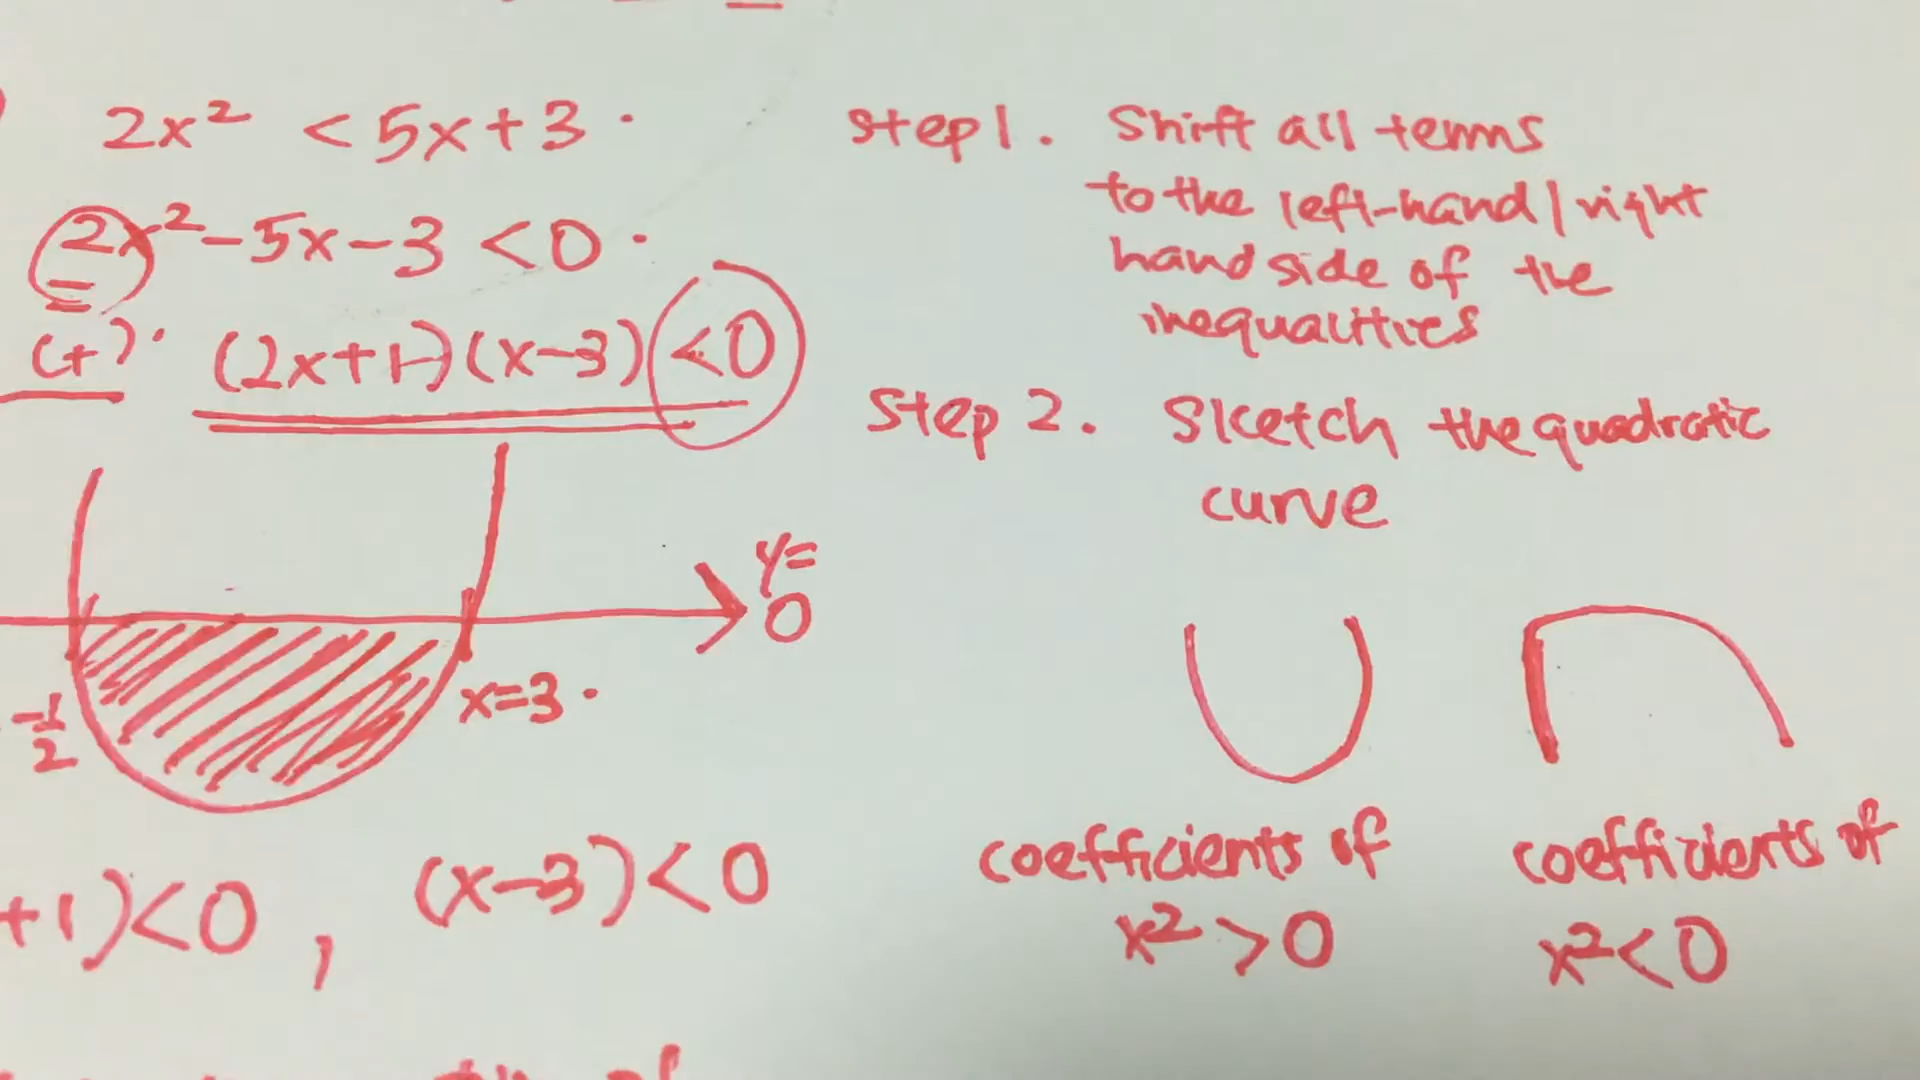 2x² < 5x+3.
2x²-5x-3 <0.
(+). (2x+1)(x-3) <0
y=
0
x=3.
-1/2
+1)<0, (x-3)<0
Step 1. Shift all terms
to the left-hand/right
hand side of the
inequalities
Step 2. Sketch the quadratic
curve
coefficients of
x² >0
coefficients of
x²<0